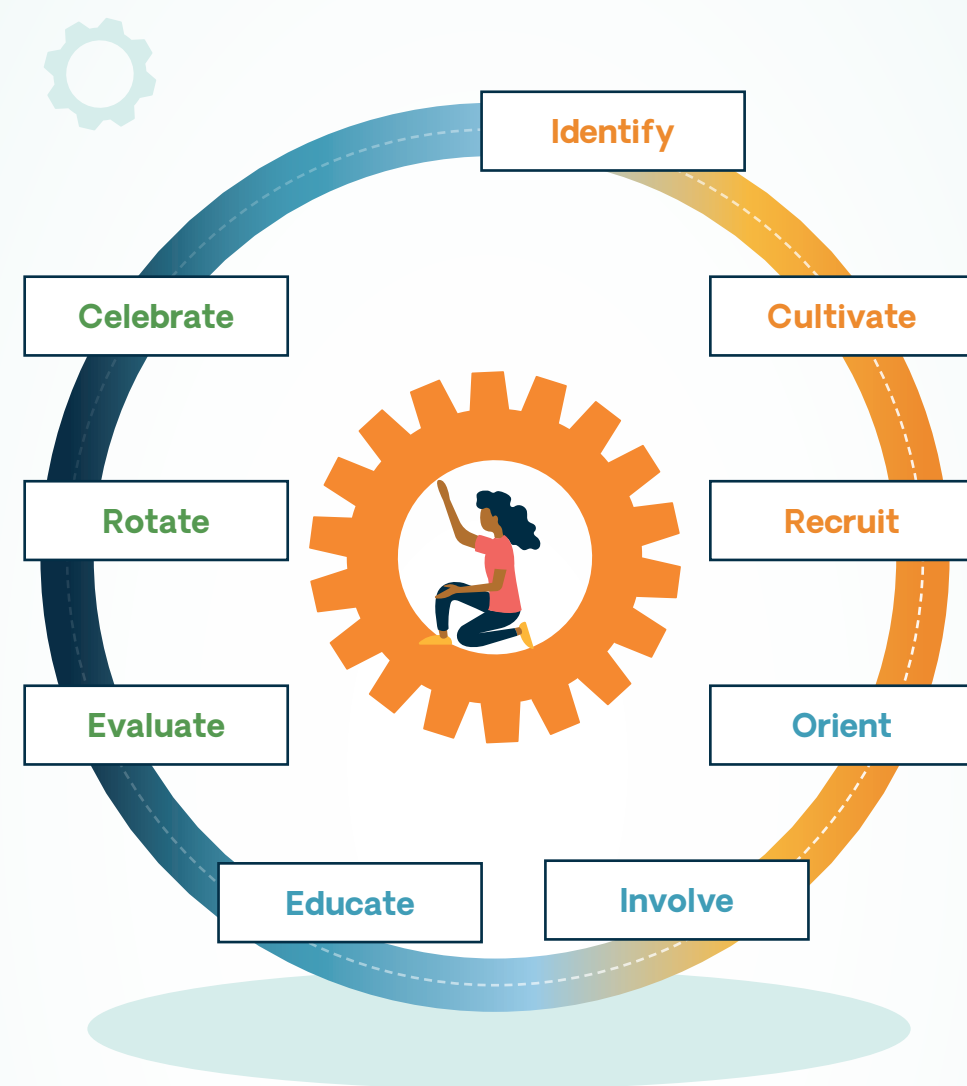 Identify
Cultivate
Recruit
Orient
Involve
Educate
Evaluate
Rotate
Celebrate